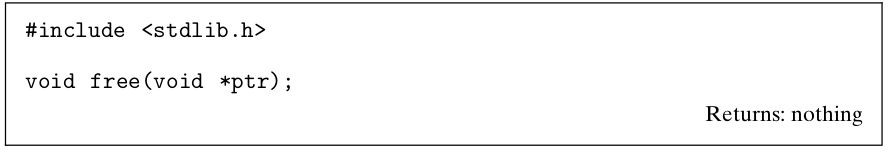 #include <stdlib.h>
void free(void *ptr);
Returns: nothing